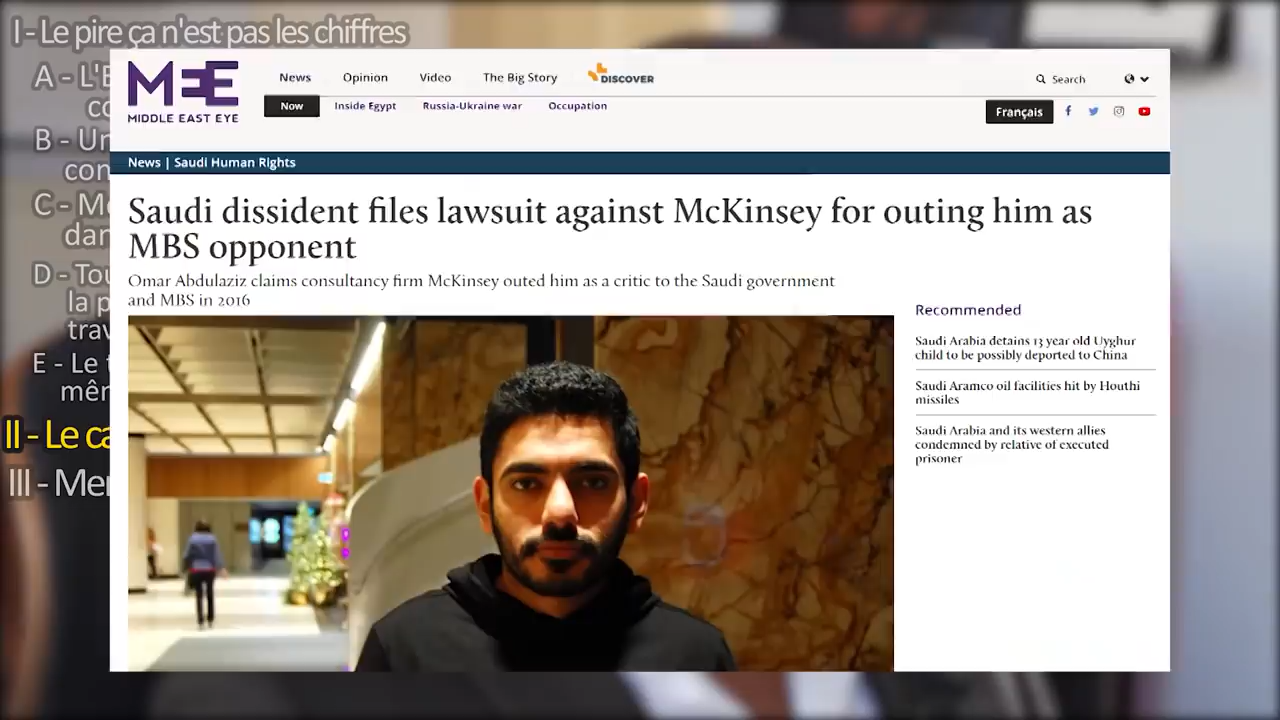 I - Le pire ça n'est pas les chiffres
A - L'E
co
B - Un
con
C - Mc
dan
D - Tou
la p
trav
E - Le t
mêm
II - Le ca
III - Mer
MEE
MIDDLE EAST EYE
News Opinion Video The Big Story DISCOVER Search
Now Inside Egypt Russia-Ukraine war Occupation Français
News | Saudi Human Rights
Saudi dissident files lawsuit against McKinsey for outing him as
MBS opponent
Omar Abdulaziz claims consultancy firm McKinsey outed him as a critic to the Saudi government
and MBS in 2016
Recommended
Saudi Arabia detains 13 year old Uyghur
child to be possibly deported to China
Saudi Aramco oil facilities hit by Houthi
missiles
Saudi Arabia and its western allies
condemned by relative of executed
prisoner